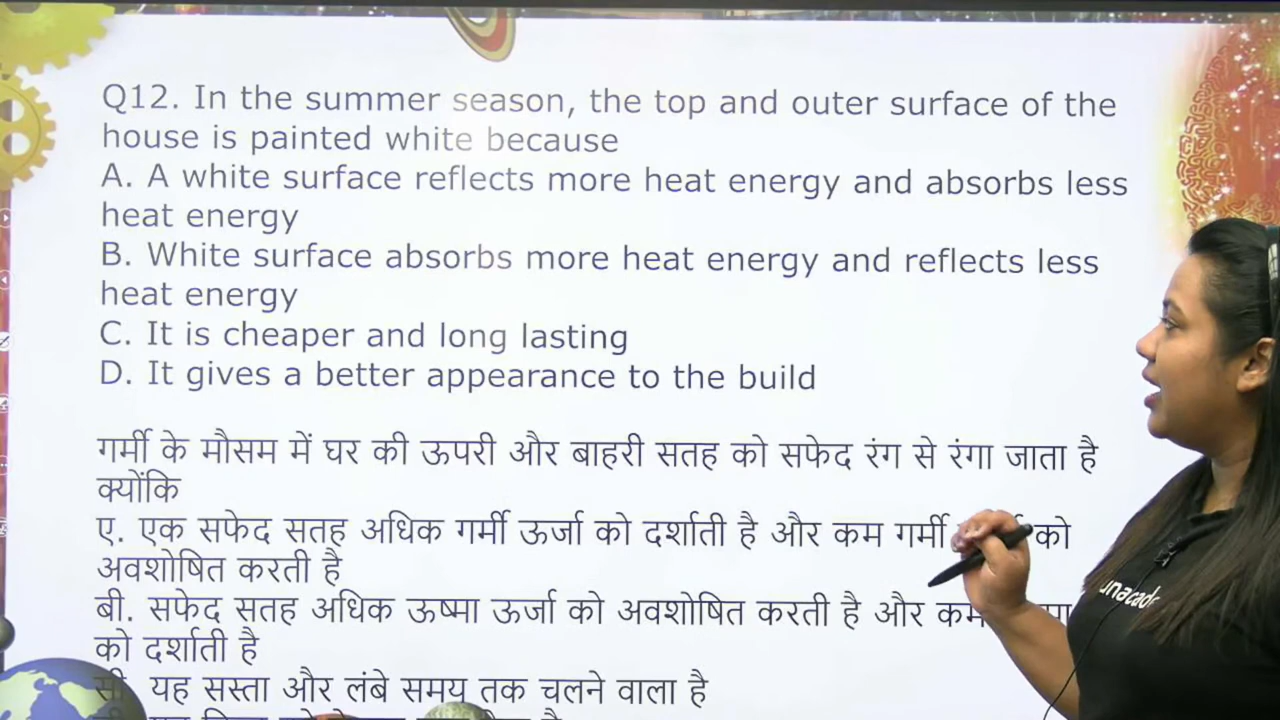 Q12. In the summer season, the top and outer surface of the
house is painted white because
A. A white surface reflects more heat energy and absorbs less
heat energy
B. White surface absorbs more heat energy and reflects less
heat energy
C. It is cheaper and long lasting
D. It gives a better appearance to the build
गर्मी के मौसम में घर की ऊपरी और बाहरी सतह को सफेद रंग से रंगा जाता है
क्योंकि
ए. एक सफेद सतह अधिक गर्मी ऊर्जा को दर्शाती है और कम गर्मी को
अवशोषित करती है
बी. सफेद सतह अधिक ऊष्मा ऊर्जा को अवशोषित करती है और कम
को दर्शाती है
सी. यह सस्ता और लंबे समय तक चलने वाला है